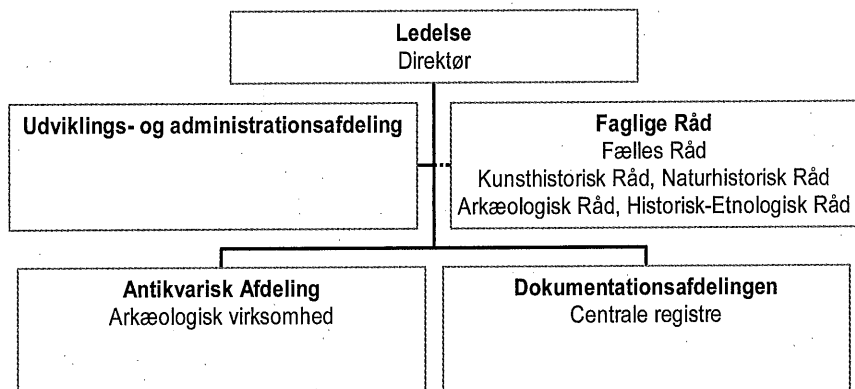 Ledelse
Direktør
Udviklings- og administrationsafdeling
Faglige Råd
Fælles Råd
Kunsthistorisk Råd, Naturhistorisk Råd
Arkæologisk Råd, Historisk-Etnologisk Råd
Antikvarisk Afdeling
Arkæologisk virksomhed
Dokumentationsafdelingen
Centrale registre